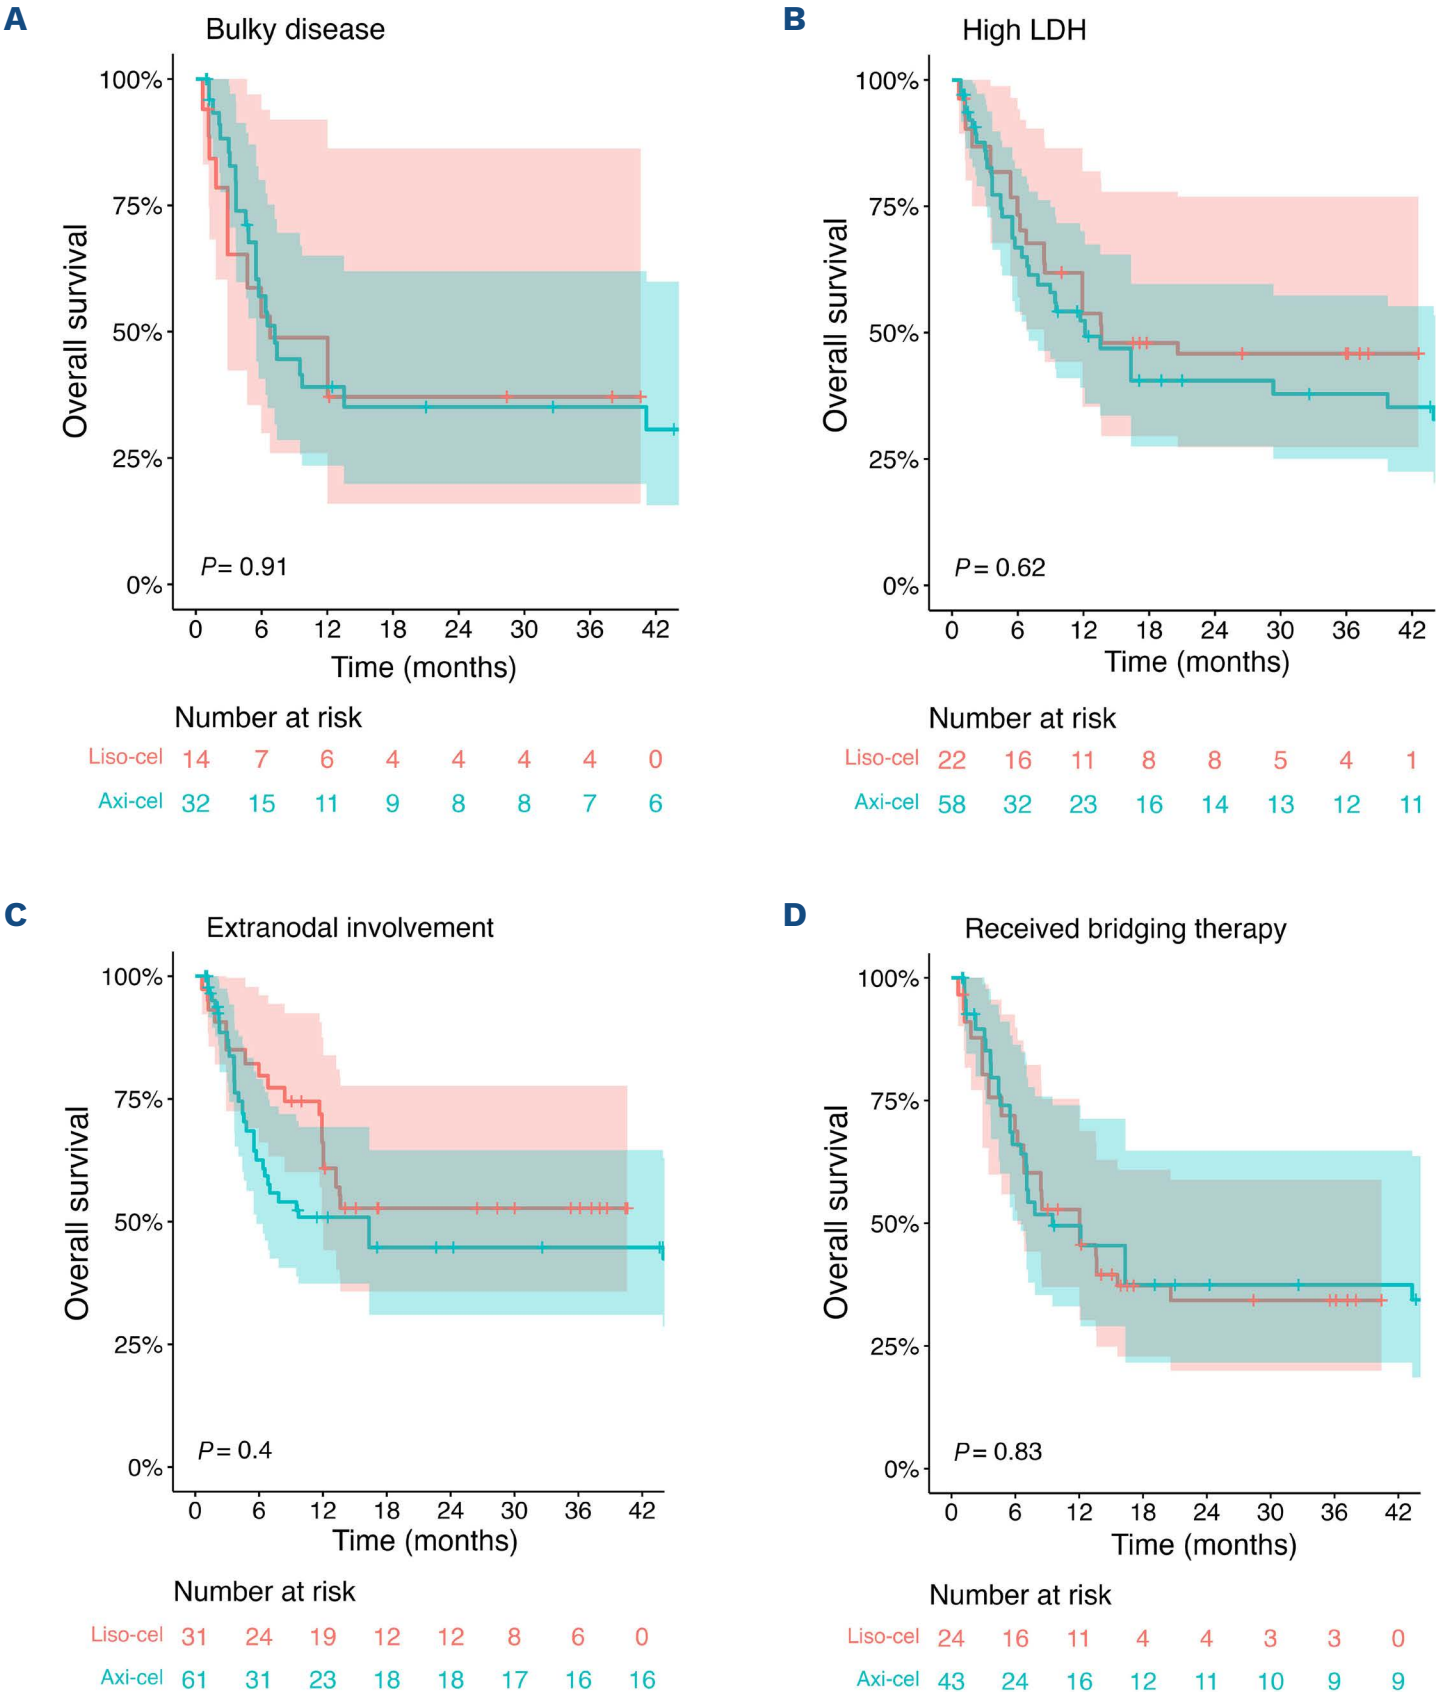 A
Bulky disease
100%
75%
50%
25%
0%
Overall survival
P= 0.91
0 6 12 18 24 30 36 42
Time (months)
Number at risk
Liso-cel 14 7 6 4 4 4 4 0
Axi-cel 32 15 11 9 8 8 7 6
B
High LDH
100%
75%
50%
25%
0%
Overall survival
P= 0.62
0 6 12 18 24 30 36 42
Time (months)
Number at risk
Liso-cel 22 16 11 8 8 5 4 1
Axi-cel 58 32 23 16 14 13 12 11
C
Extranodal involvement
100%
75%
50%
25%
0%
Overall survival
P= 0.4
0 6 12 18 24 30 36 42
Time (months)
Number at risk
Liso-cel 31 24 19 12 12 8 6 0
Axi-cel 61 31 23 18 18 17 16 16
D
Received bridging therapy
100%
75%
50%
25%
0%
Overall survival
P= 0.83
0 6 12 18 24 30 36 42
Time (months)
Number at risk
Liso-cel 24 16 11 4 4 3 3 0
Axi-cel 43 24 16 12 11 10 9 9